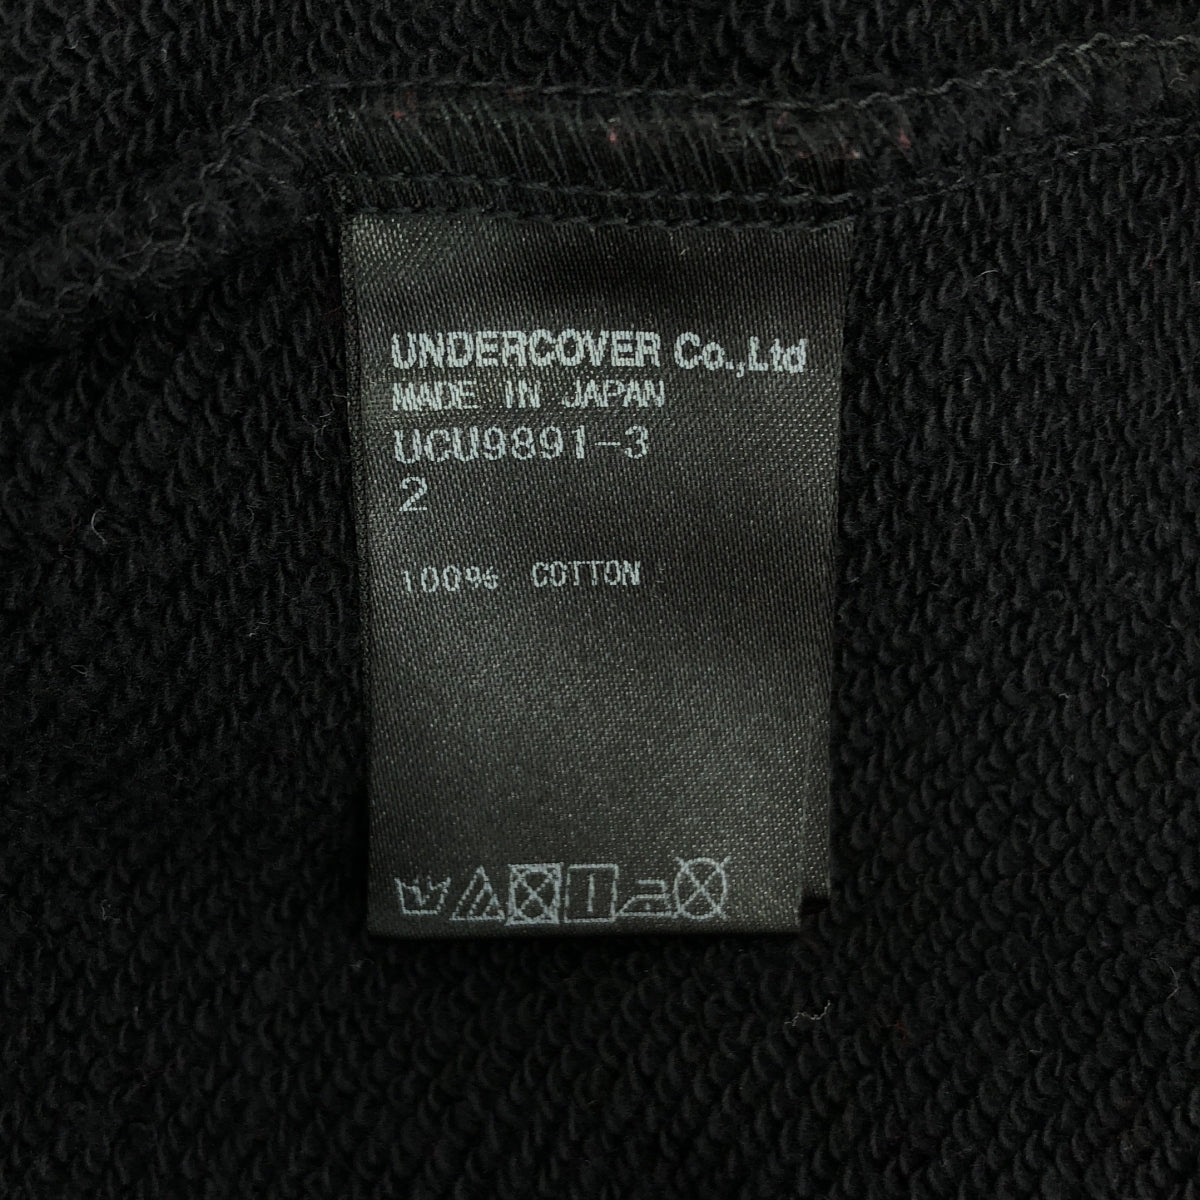 UNDERCOVER Co.,Ltd
MADE IN JAPAN
UCU9891-3
2
100% COTTON